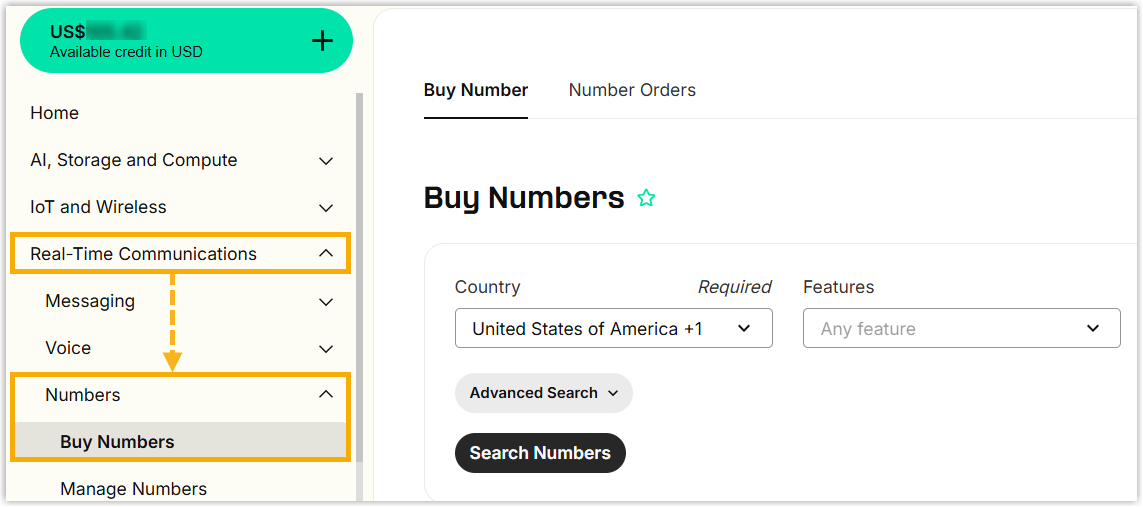 US$
Available credit in USD
Home
AI, Storage and Compute
IoT and Wireless
Real-Time Communications
Messaging
Voice
Numbers
Buy Numbers
Manage Numbers
Buy Number
Number Orders
Buy Numbers
Country
Required
Features
United States of America +1
Any feature
Advanced Search
Search Numbers